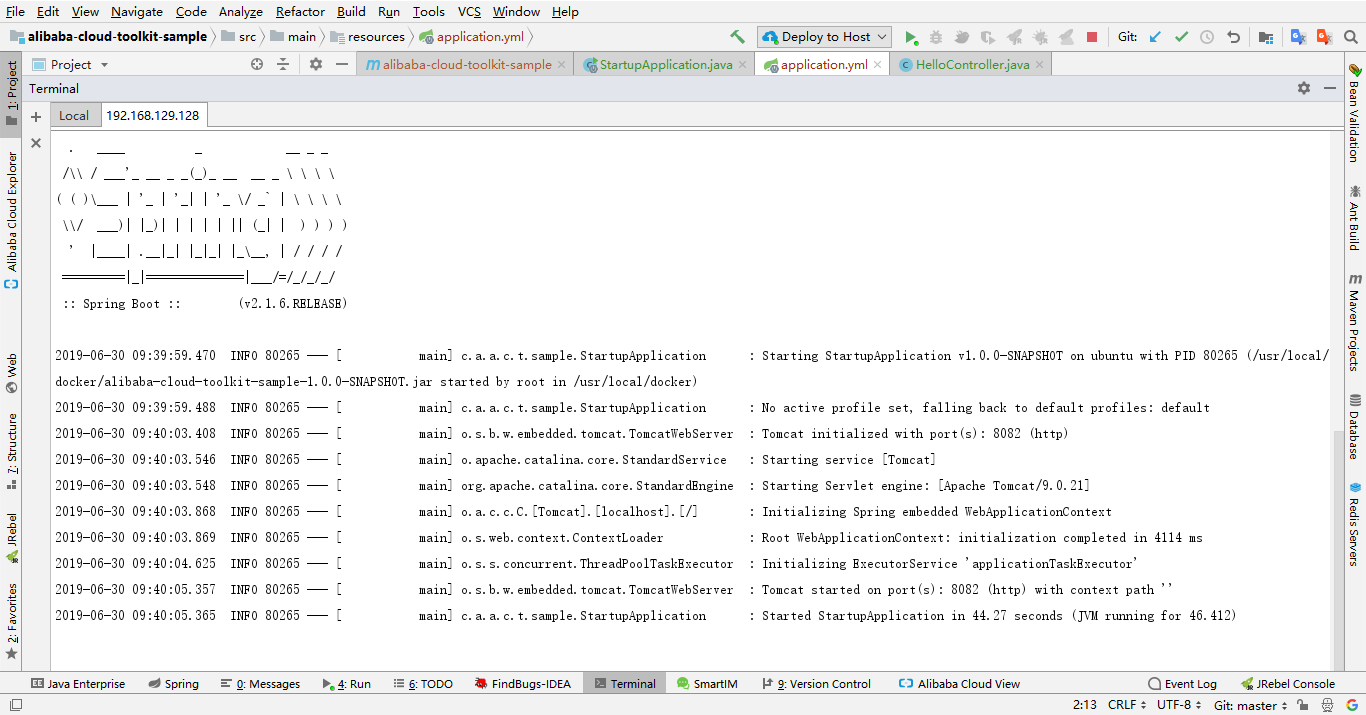 File Edit View Navigate Code Analyze Refactor Build Run Tools VCS Window Help
alibaba-cloud-toolkit-sample src main resources application.yml Deploy to Host Git:
Project alibaba-cloud-toolkit-sample StartupApplication.java application.yml HelloController.java
Terminal
Local 192.168.129.128
:: Spring Boot :: (v2.1.6.RELEASE)
2019-06-30 09:39:59.470 INFO 80265 --- [ main] c.a.a.c.t.sample.StartupApplication : Starting StartupApplication v1.0.0-SNAPSHOT on ubuntu with PID 80265 (/usr/local/
docker/alibaba-cloud-toolkit-sample-1.0.0-SNAPSHOT.jar started by root in /usr/local/docker)
2019-06-30 09:39:59.488 INFO 80265 --- [ main] c.a.a.c.t.sample.StartupApplication : No active profile set, falling back to default profiles: default
2019-06-30 09:40:03.408 INFO 80265 --- [ main] o.s.b.w.embedded.tomcat.TomcatWebServer : Tomcat initialized with port(s): 8082 (http)
2019-06-30 09:40:03.546 INFO 80265 --- [ main] o.apache.catalina.core.StandardService : Starting service [Tomcat]
2019-06-30 09:40:03.548 INFO 80265 --- [ main] org.apache.catalina.core.StandardEngine : Starting Servlet engine: [Apache Tomcat/9.0.21]
2019-06-30 09:40:03.868 INFO 80265 --- [ main] o.a.c.c.C.[Tomcat].[localhost].[/] : Initializing Spring embedded WebApplicationContext
2019-06-30 09:40:03.869 INFO 80265 --- [ main] o.s.web.context.ContextLoader : Root WebApplicationContext: initialization completed in 4114 ms
2019-06-30 09:40:04.625 INFO 80265 --- [ main] o.s.s.concurrent.ThreadPoolTaskExecutor : Initializing ExecutorService 'applicationTaskExecutor'
2019-06-30 09:40:05.357 INFO 80265 --- [ main] o.s.b.w.embedded.tomcat.TomcatWebServer : Tomcat started on port(s): 8082 (http) with context path ''
2019-06-30 09:40:05.365 INFO 80265 --- [ main] c.a.a.c.t.sample.StartupApplication : Started StartupApplication in 44.27 seconds (JVM running for 46.412)
1: Project
Alibaba Cloud Explorer
Web
7: Structure
JRebel
2: Favorites
Bean Validation
Ant Build
Maven Projects
Database
Redis Servers
Java Enterprise Spring 0: Messages 4: Run 6: TODO FindBugs-IDEA Terminal SmartIM 9: Version Control Alibaba Cloud View Event Log JRebel Console
2:13 CRLF UTF-8 Git: master